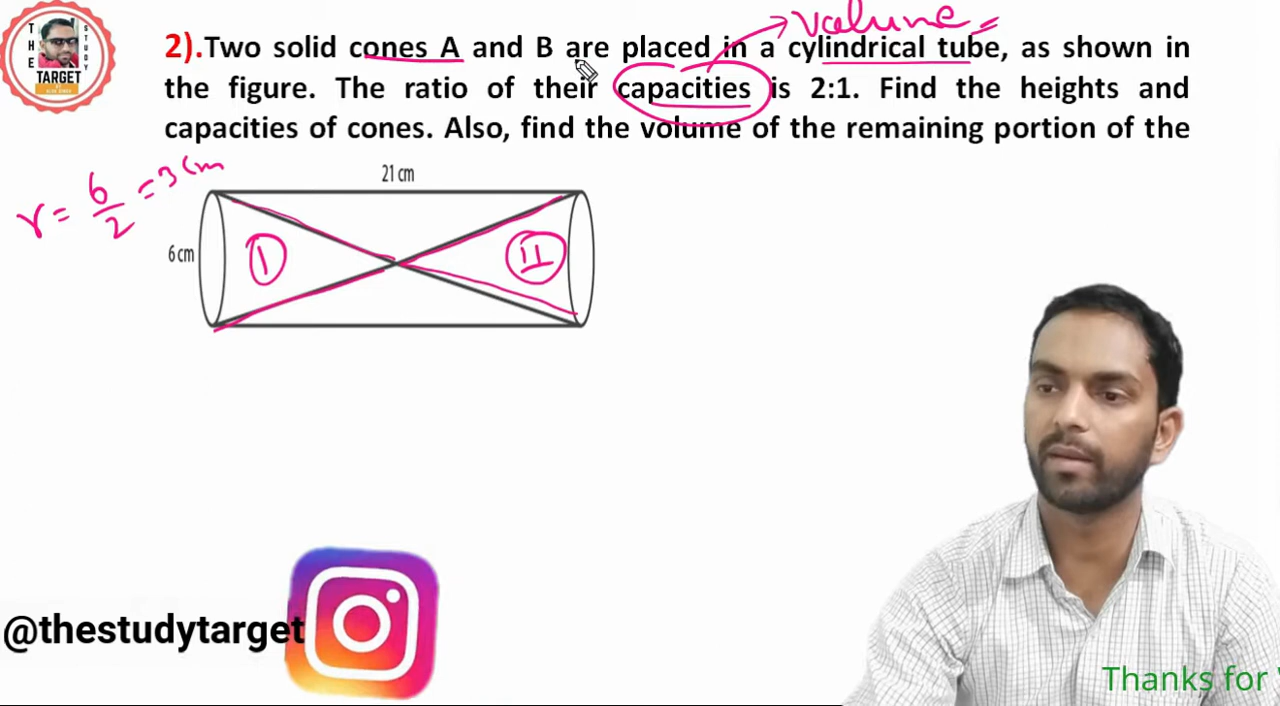 THE STUDY
TARGET
volume =
2).Two solid cones A and B are placed in a cylindrical tube, as shown in
the figure. The ratio of their capacities is 2:1. Find the heights and
capacities of cones. Also, find the volume of the remaining portion of the
r = 6/2 = 3 cm
21 cm
6 cm
I
II
@thestudytarget
Thanks for